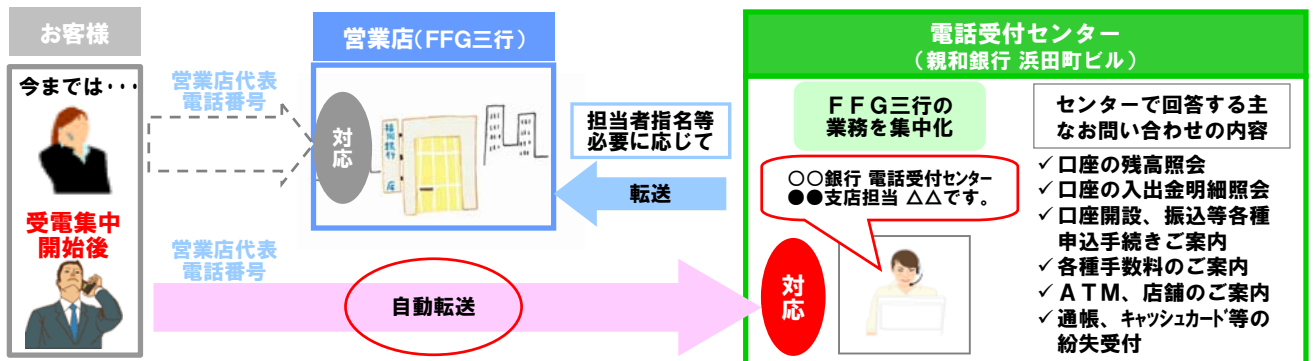 お客様
今までは・・・
受電集中
開始後
営業店代表
電話番号
営業店代表
電話番号
自動転送
営業店（FFG三行）
対応
福岡銀行
担当者指名等
必要に応じて
転送
電話受付センター
（親和銀行 浜田町ビル）
ＦＦＧ三行の
業務を集中化
○○銀行 電話受付ｾﾝﾀｰ
●●支店担当 △△です。
対応
センターで回答する主
なお問い合わせの内容
✓口座の残高照会
✓口座の入出金明細照会
✓口座開設、振込等各種
申込手続きご案内
✓各種手数料のご案内
✓ＡＴＭ、店舗のご案内
✓通帳、ｷｬｯｼｭｶｰﾄﾞ等の
紛失受付